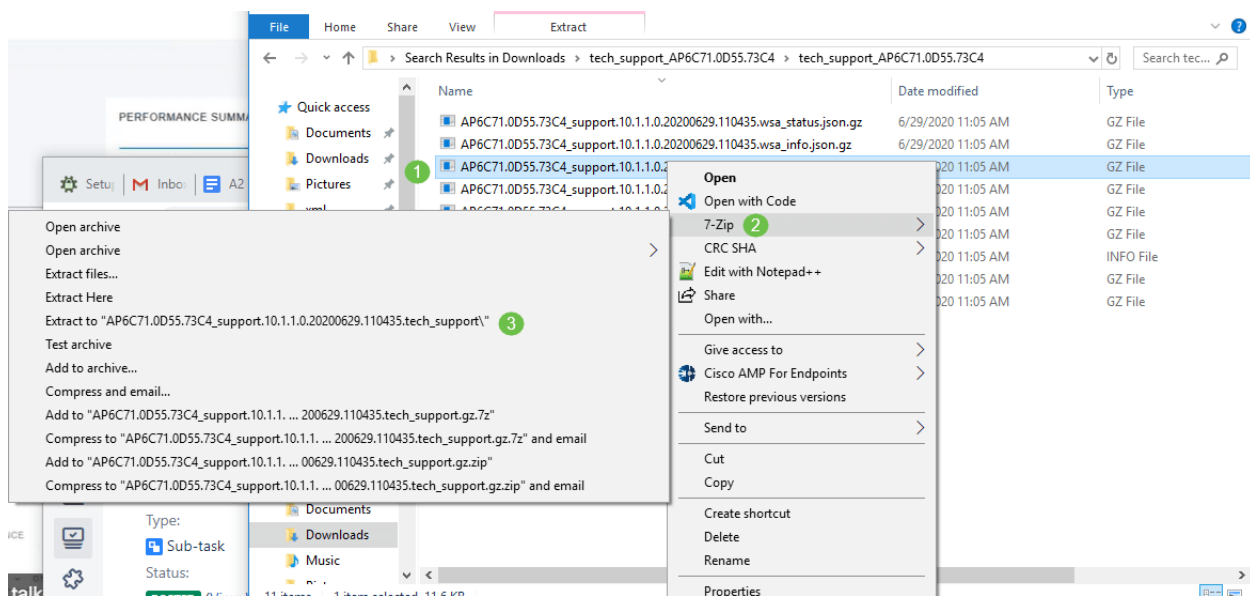 File Home Share View Extract
Search Results in Downloads > tech_support_AP6C71.0D55.73C4 > tech_support_AP6C71.0D55.73C4
Search tec...
Name Date modified Type
PERFORMANCE SUMMA
Quick access
Documents
Downloads
Pictures
xml
AP6C71.0D55.73C4_support.10.1.1.0.20200629.110435.wsa_status.json.gz 6/29/2020 11:05 AM GZ File
AP6C71.0D55.73C4_support.10.1.1.0.20200629.110435.wsa_info.json.gz 6/29/2020 11:05 AM GZ File
1 AP6C71.0D55.73C4_support.10.1.1.0.2 020 11:05 AM GZ File
AP6C71.0D55.73C4_support.10.1.1.0.2 020 11:05 AM GZ File
020 11:05 AM GZ File
020 11:05 AM GZ File
020 11:05 AM INFO File
020 11:05 AM GZ File
020 11:05 AM GZ File
Setup Inbo A2
Open
Open with Code
7-Zip 2
CRC SHA
Edit with Notepad++
Share
Open with...
Give access to
Cisco AMP For Endpoints
Restore previous versions
Send to
Cut
Copy
Create shortcut
Delete
Rename
Properties
Open archive
Open archive
Extract files...
Extract Here
Extract to "AP6C71.0D55.73C4_support.10.1.1.0.20200629.110435.tech_support\" 3
Test archive
Add to archive...
Compress and email...
Add to "AP6C71.0D55.73C4_support.10.1.1. ... 200629.110435.tech_support.gz.7z"
Compress to "AP6C71.0D55.73C4_support.10.1.1. ... 200629.110435.tech_support.gz.7z" and email
Add to "AP6C71.0D55.73C4_support.10.1.1. ... 00629.110435.tech_support.gz.zip"
Compress to "AP6C71.0D55.73C4_support.10.1.1. ... 00629.110435.tech_support.gz.zip" and email
Documents
Downloads
Music
NCE
Type:
Sub-task
Status:
talk
11 items 1 item selected 11.6 KB